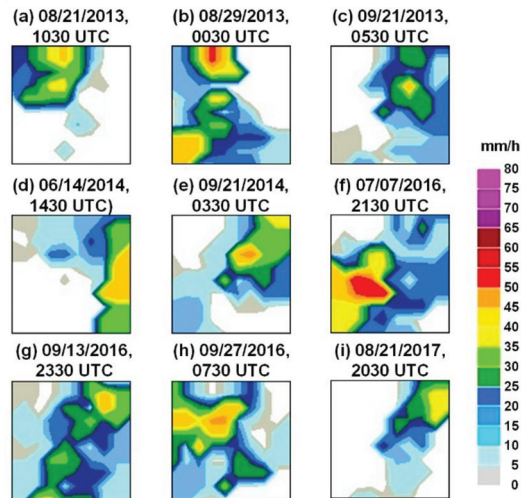 (a) 08/21/2013,
1030 UTC
(b) 08/29/2013,
0030 UTC
(c) 09/21/2013,
0530 UTC
mm/h
80
75
70
65
60
55
50
45
40
35
30
25
20
15
10
5
0
(d) 06/14/2014,
1430 UTC)
(e) 09/21/2014,
0330 UTC
(f) 07/07/2016,
2130 UTC
(g) 09/13/2016,
2330 UTC
(h) 09/27/2016,
0730 UTC
(i) 08/21/2017,
2030 UTC